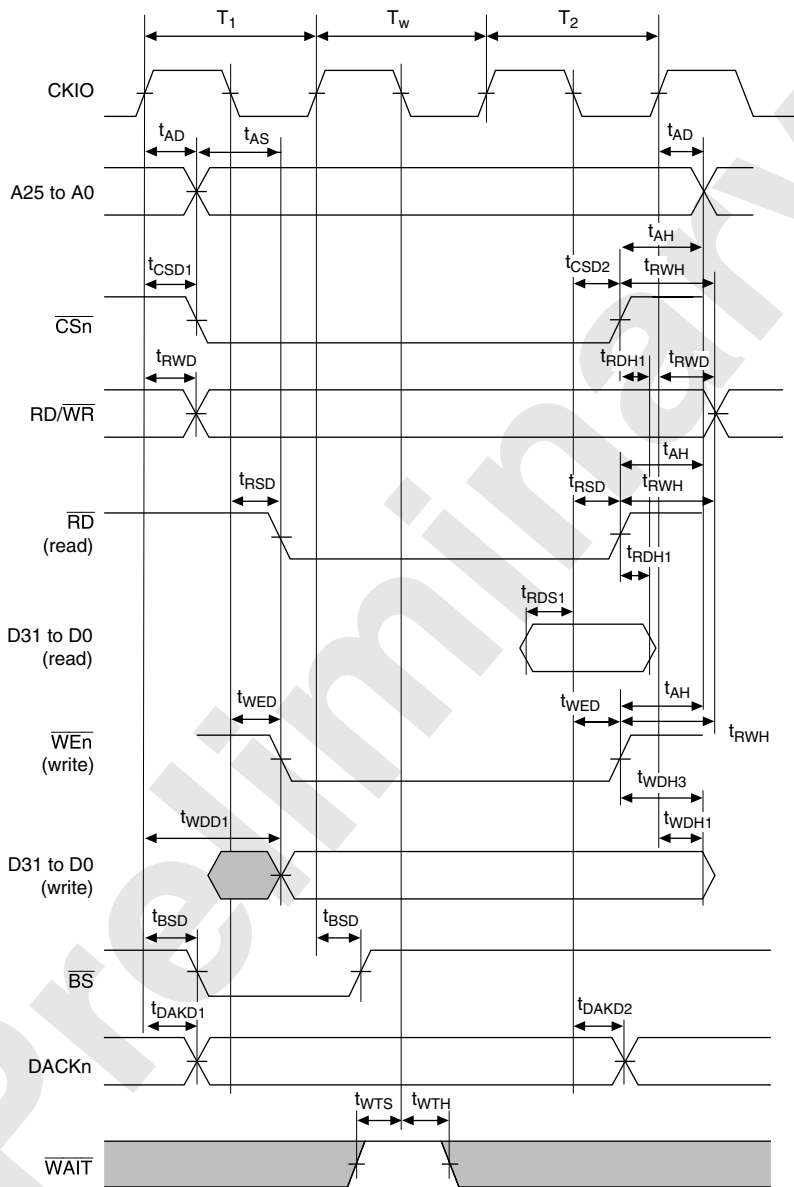 T1 Tw T2
CKIO
tAD tAS tAD
A25 to A0
tAH
tCSD1 tCSD2 tRWH
CSn
tRWD tRDH1 tRWD
RD/WR
tAH
tRSD tRSD tRWH
RD
(read)
tRDH1
tRDS1
D31 to D0
(read)
tAH
tWED tWED
tRWH
WEn
(write)
tWDH3
tWDD1 tWDH1
D31 to D0
(write)
tBSD tBSD
BS
tDAKD1 tDAKD2
DACKn
tWTS tWTH
WAIT
Preliminary